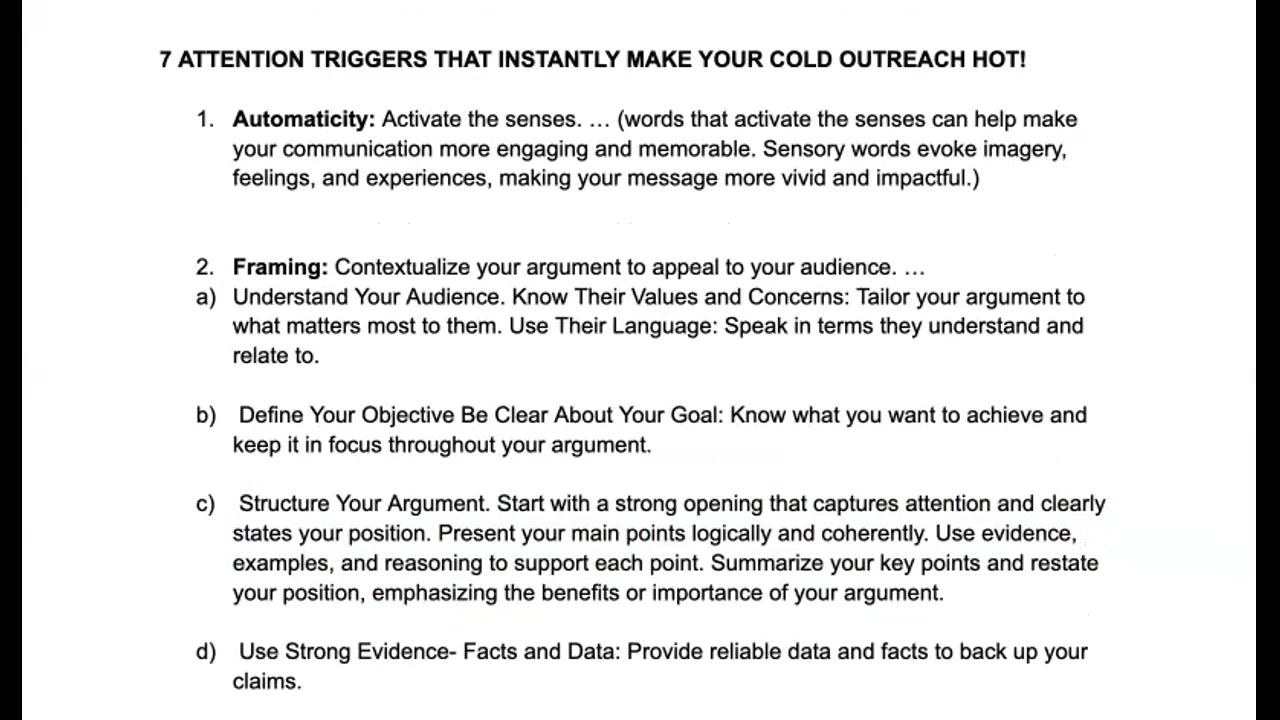 7 ATTENTION TRIGGERS THAT INSTANTLY MAKE YOUR COLD OUTREACH HOT!
1. Automaticity: Activate the senses. … (words that activate the senses can help make
your communication more engaging and memorable. Sensory words evoke imagery,
feelings, and experiences, making your message more vivid and impactful.)
2. Framing: Contextualize your argument to appeal to your audience. …
a) Understand Your Audience. Know Their Values and Concerns: Tailor your argument to
what matters most to them. Use Their Language: Speak in terms they understand and
relate to.
b) Define Your Objective Be Clear About Your Goal: Know what you want to achieve and
keep it in focus throughout your argument.
c) Structure Your Argument. Start with a strong opening that captures attention and clearly
states your position. Present your main points logically and coherently. Use evidence,
examples, and reasoning to support each point. Summarize your key points and restate
your position, emphasizing the benefits or importance of your argument.
d) Use Strong Evidence- Facts and Data: Provide reliable data and facts to back up your
claims.